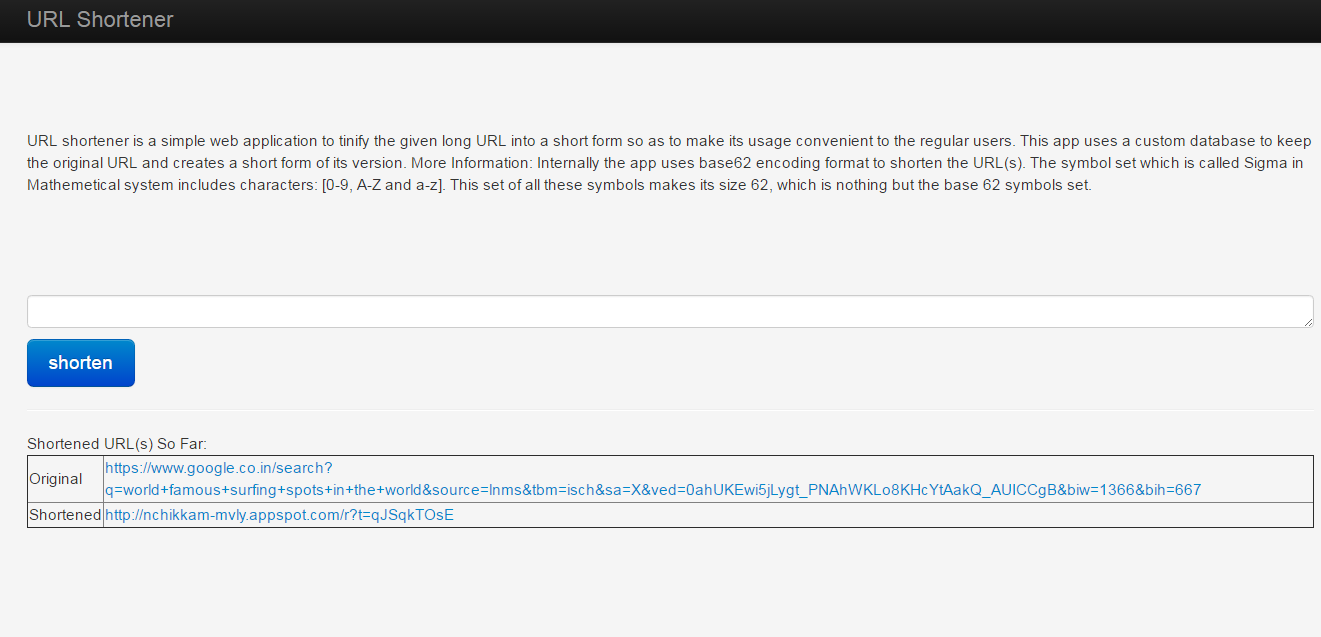 URL Shortener
URL shortener is a simple web application to tinify the given long URL into a short form so as to make its usage convenient to the regular users. This app uses a custom database to keep
the original URL and creates a short form of its version. More Information: Internally the app uses base62 encoding format to shorten the URL(s). The symbol set which is called Sigma in
Mathemetical system includes characters: [0-9, A-Z and a-z]. This set of all these symbols makes its size 62, which is nothing but the base 62 symbols set.
shorten
Shortened URL(s) So Far:
Original
https://www.google.co.in/search?
q=world+famous+surfing+spots+in+the+world&source=lnms&tbm=isch&sa=X&ved=0ahUKEwi5jLygt_PNAhWKLo8KHcYtAakQ_AUICCgB&biw=1366&bih=667
Shortened http://nchikkam-mvly.appspot.com/r?t=qJSqkTOsE